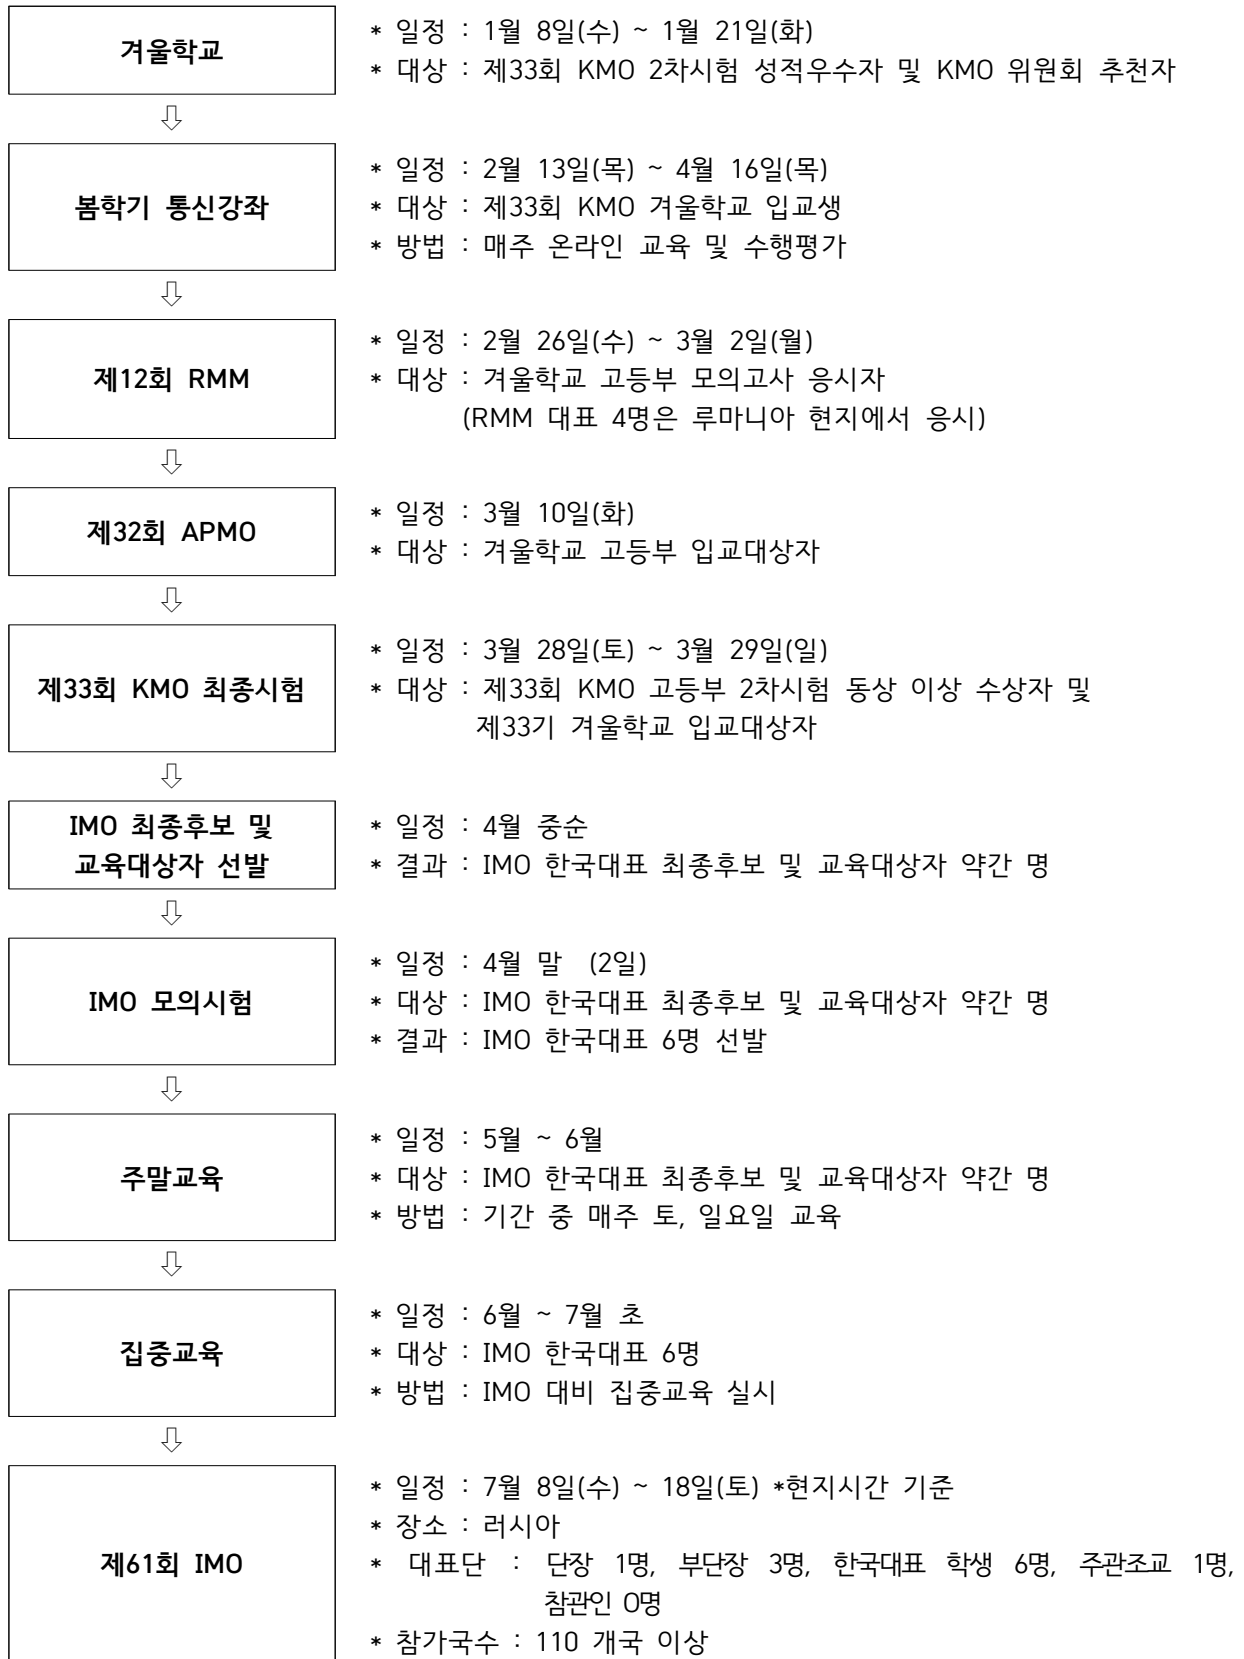 겨울학교
* 일정 : 1월 8일(수) ~ 1월 21일(화)
* 대상 : 제33회 KMO 2차시험 성적우수자 및 KMO 위원회 추천자
봄학기 통신강좌
* 일정 : 2월 13일(목) ~ 4월 16일(목)
* 대상 : 제33회 KMO 겨울학교 입교생
* 방법 : 매주 온라인 교육 및 수행평가
제12회 RMM
* 일정 : 2월 26일(수) ~ 3월 2일(월)
* 대상 : 겨울학교 고등부 모의고사 응시자
(RMM 대표 4명은 루마니아 현지에서 응시)
제32회 APMO
* 일정 : 3월 10일(화)
* 대상 : 겨울학교 고등부 입교대상자
제33회 KMO 최종시험
* 일정 : 3월 28일(토) ~ 3월 29일(일)
* 대상 : 제33회 KMO 고등부 2차시험 동상 이상 수상자 및
제33기 겨울학교 입교대상자
IMO 최종후보 및
교육대상자 선발
* 일정 : 4월 중순
* 결과 : IMO 한국대표 최종후보 및 교육대상자 약간 명
IMO 모의시험
* 일정 : 4월 말 (2일)
* 대상 : IMO 한국대표 최종후보 및 교육대상자 약간 명
* 결과 : IMO 한국대표 6명 선발
주말교육
* 일정 : 5월 ~ 6월
* 대상 : IMO 한국대표 최종후보 및 교육대상자 약간 명
* 방법 : 기간 중 매주 토, 일요일 교육
집중교육
* 일정 : 6월 ~ 7월 초
* 대상 : IMO 한국대표 6명
* 방법 : IMO 대비 집중교육 실시
제61회 IMO
* 일정 : 7월 8일(수) ~ 18일(토) *현지시간 기준
* 장소 : 러시아
* 대표단 : 단장 1명, 부단장 3명, 한국대표 학생 6명, 주관조교 1명,
참관인 0명
* 참가국수 : 110 개국 이상